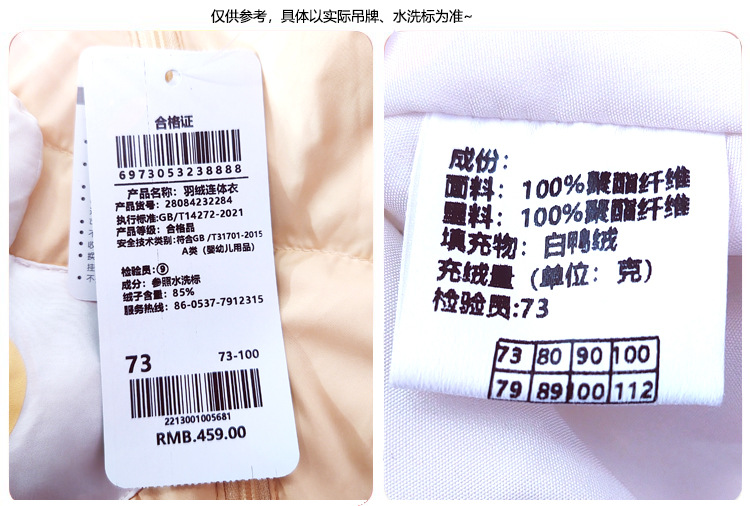 仅供参考，具体以实际吊牌、水洗标为准~
合格证
6973053238888
产品名称：羽绒连体衣
产品货号：28084232284
执行标准:GB/T14272-2021
产品等级：合格品
安全技术类别:符合GB /T31701-2015
A类（婴幼儿用品）
检验员:⑨
成分：参照水洗标
绒子含量：85%
服务热线：86-0537-7912315
73 73-100
2213001005681
RMB.459.00
成份：
面料：100%聚酯纤维
里料：100%聚酯纤维
填充物：白鸭绒
充绒量（单位：克）
检验员:73
73 80 90 100
79 89 100 112